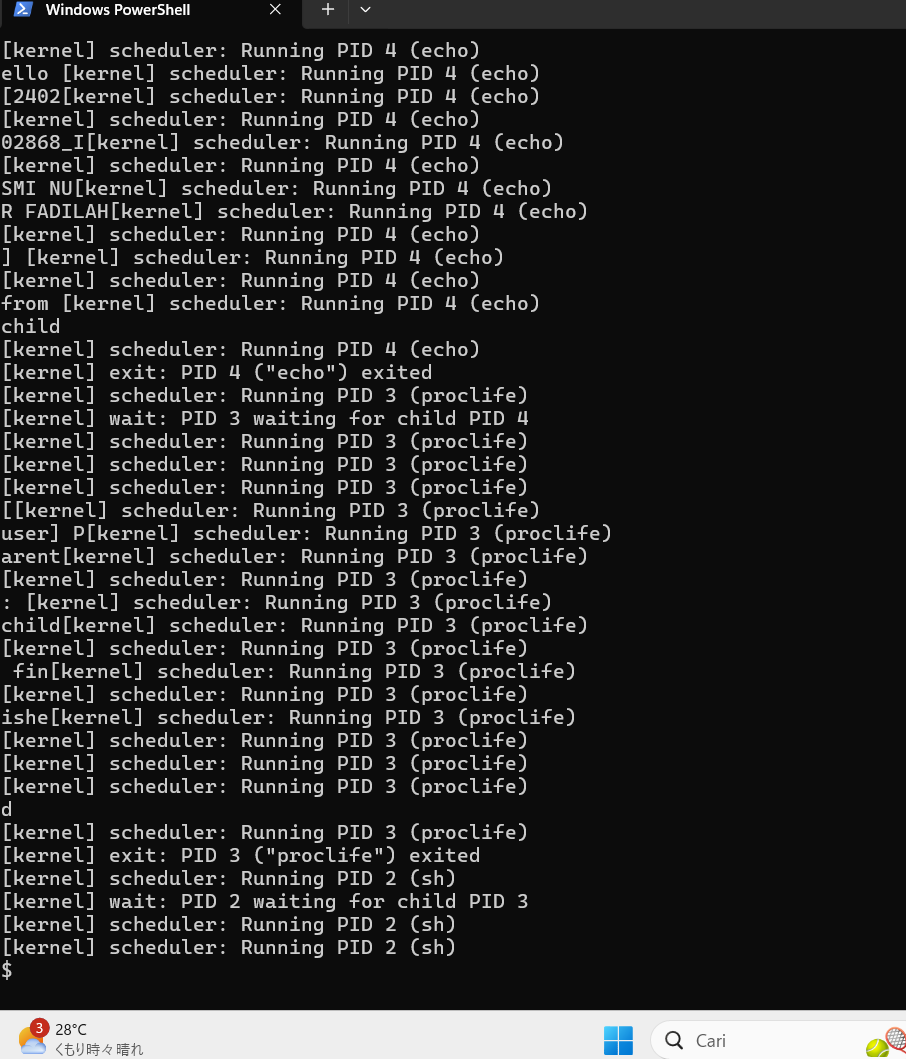 Windows PowerShell
[kernel] scheduler: Running PID 4 (echo)
ello [kernel] scheduler: Running PID 4 (echo)
[2402[kernel] scheduler: Running PID 4 (echo)
[kernel] scheduler: Running PID 4 (echo)
02868_I[kernel] scheduler: Running PID 4 (echo)
[kernel] scheduler: Running PID 4 (echo)
SMI NU[kernel] scheduler: Running PID 4 (echo)
R FADILAH[kernel] scheduler: Running PID 4 (echo)
[kernel] scheduler: Running PID 4 (echo)
] [kernel] scheduler: Running PID 4 (echo)
[kernel] scheduler: Running PID 4 (echo)
from [kernel] scheduler: Running PID 4 (echo)
child
[kernel] scheduler: Running PID 4 (echo)
[kernel] exit: PID 4 ("echo") exited
[kernel] scheduler: Running PID 3 (proclife)
[kernel] wait: PID 3 waiting for child PID 4
[kernel] scheduler: Running PID 3 (proclife)
[kernel] scheduler: Running PID 3 (proclife)
[kernel] scheduler: Running PID 3 (proclife)
[[kernel] scheduler: Running PID 3 (proclife)
user] P[kernel] scheduler: Running PID 3 (proclife)
arent[kernel] scheduler: Running PID 3 (proclife)
[kernel] scheduler: Running PID 3 (proclife)
: [kernel] scheduler: Running PID 3 (proclife)
child[kernel] scheduler: Running PID 3 (proclife)
[kernel] scheduler: Running PID 3 (proclife)
 fin[kernel] scheduler: Running PID 3 (proclife)
[kernel] scheduler: Running PID 3 (proclife)
ishe[kernel] scheduler: Running PID 3 (proclife)
[kernel] scheduler: Running PID 3 (proclife)
[kernel] scheduler: Running PID 3 (proclife)
[kernel] scheduler: Running PID 3 (proclife)
d
[kernel] scheduler: Running PID 3 (proclife)
[kernel] exit: PID 3 ("proclife") exited
[kernel] scheduler: Running PID 2 (sh)
[kernel] wait: PID 2 waiting for child PID 3
[kernel] scheduler: Running PID 2 (sh)
[kernel] scheduler: Running PID 2 (sh)
$
3
28°C
くもり時々晴れ
Cari